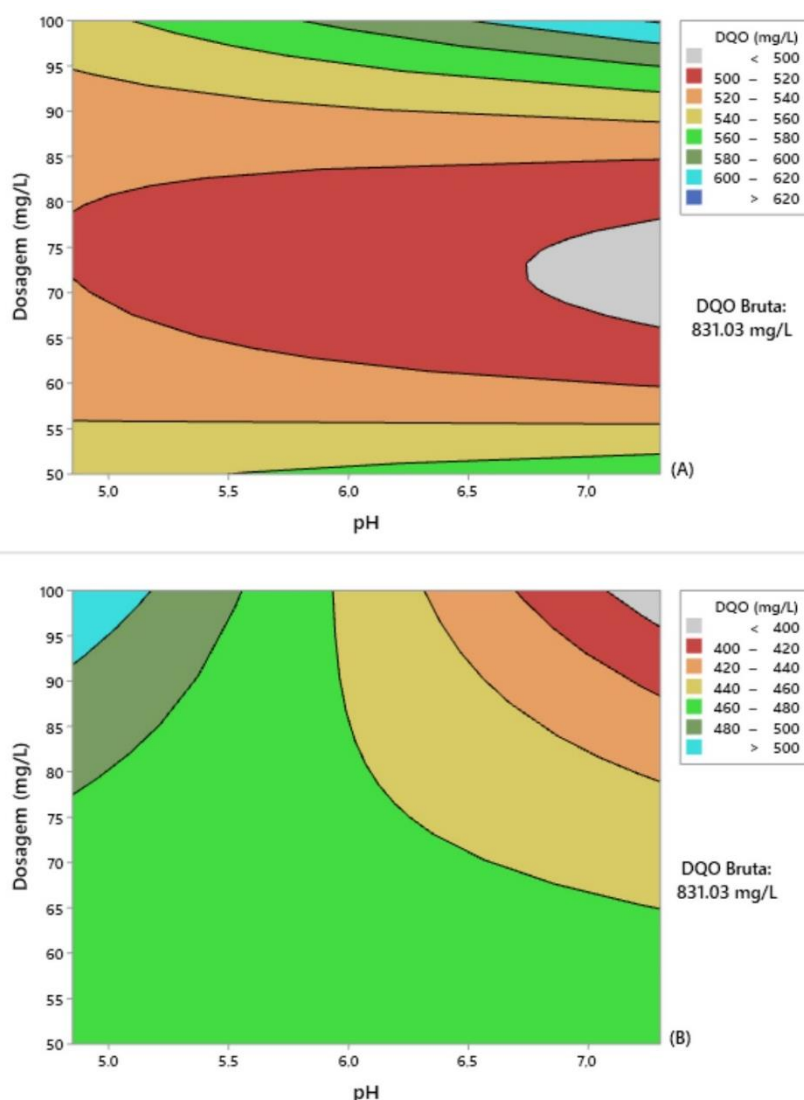 DQO (mg/L)
< 500
500 – 520
520 – 540
540 – 560
560 – 580
580 – 600
600 – 620
> 620
DQO Bruta:
831.03 mg/L
Dosagem (mg/L)
100
95
90
85
80
75
70
65
60
55
50
5,0
5,5
6,0
6,5
7,0
pH
(A)
DQO (mg/L)
< 400
400 – 420
420 – 440
440 – 460
460 – 480
480 – 500
> 500
DQO Bruta:
831.03 mg/L
Dosagem (mg/L)
100
95
90
85
80
75
70
65
60
55
50
5,0
5,5
6,0
6,5
7,0
pH
(B)